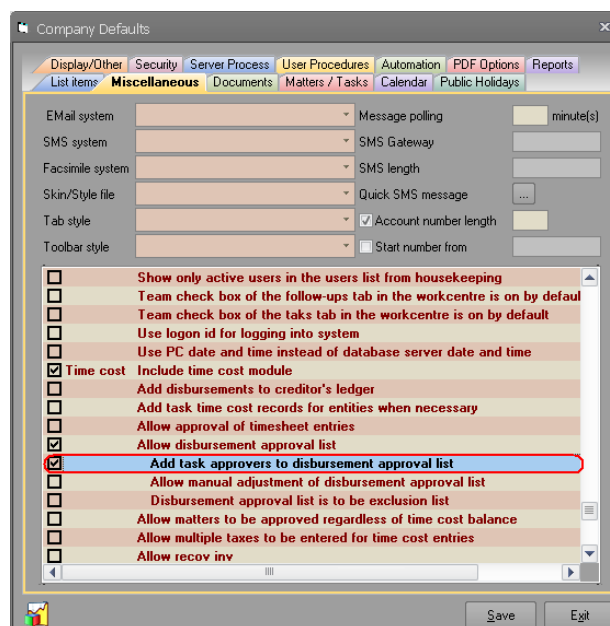 Company Defaults
Display/Other Security Server Process User Procedures Automation PDF Options Reports
List items Miscellaneous Documents Matters / Tasks Calendar Public Holidays
EMail system Message polling minute(s)
SMS system SMS Gateway
Facsimile system SMS length
Skin/Style file Quick SMS message ...
Tab style Account number length
Toolbar style Start number from
Show only active users in the users list from housekeeping
Team check box of the follow-ups tab in the workcentre is on by defaul
Team check box of the taks tab in the workcentre is on by default
Use logon id for logging into system
Use PC date and time instead of database server date and time
Time cost Include time cost module
Add disbursements to creditor's ledger
Add task time cost records for entities when necessary
Allow approval of timesheet entries
Allow disbursement approval list
Add task approvers to disbursement approval list
Allow manual adjustment of disbursement approval list
Disbursement approval list is to be exclusion list
Allow matters to be approved regardless of time cost balance
Allow multiple taxes to be entered for time cost entries
Allow recov inv
Save Exit